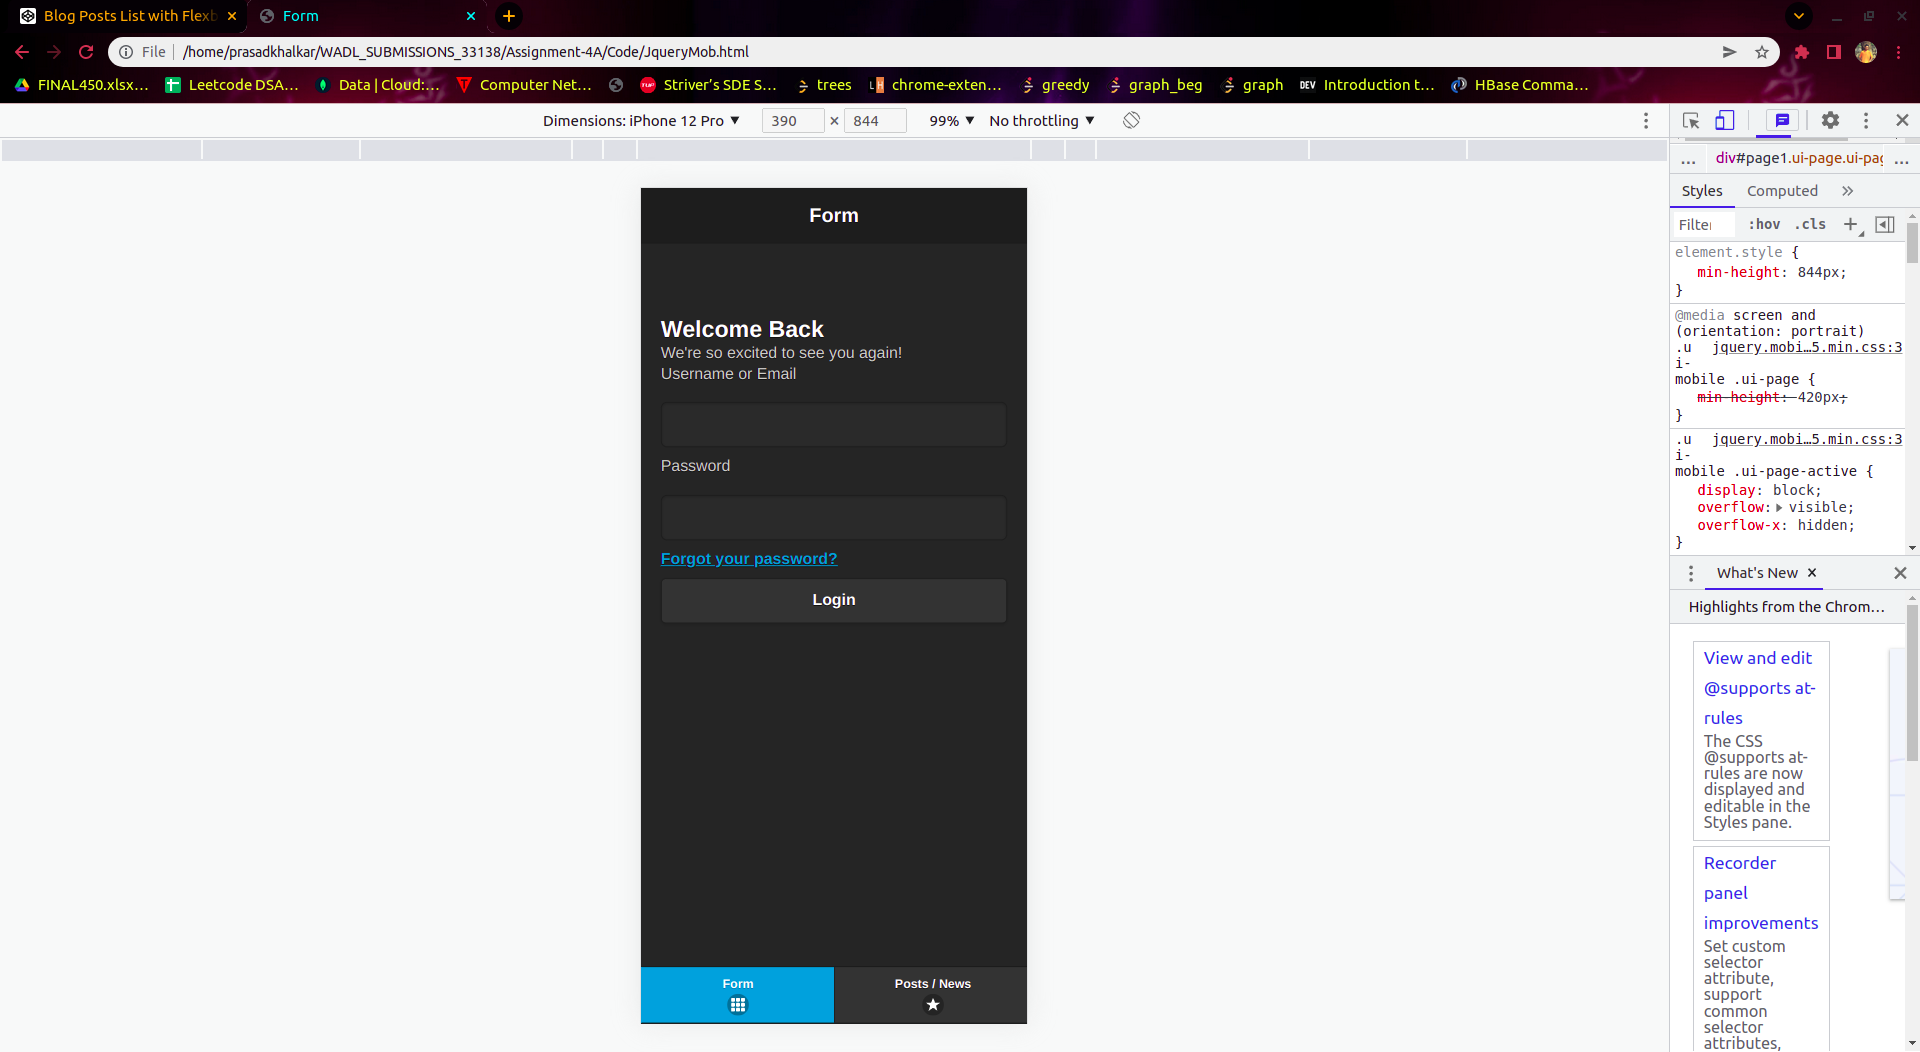 Blog Posts List with Flexb
Form
File
/home/prasadkhalkar/WADL_SUBMISSIONS_33138/Assignment-4A/Code/JqueryMob.html
FINAL450.xlsx…
Leetcode DSA…
Data | Cloud:…
Computer Net…
Striver's SDE S…
trees
chrome-exten…
greedy
graph_beg
graph
DEV
Introduction t…
HBase Comma…
Dimensions: iPhone 12 Pro ▼
390 × 844
99% ▼
No throttling ▼
Form
Welcome Back
We're so excited to see you again!
Username or Email
Password
Forgot your password?
Login
Form
Posts / News
… div#page1.ui-page.ui-pag …
Styles
Computed
»
Filter
:hov
.cls
element.style {
min-height: 844px;
}
@media screen and
(orientation: portrait)
.u jquery.mobi…5.min.css:3
i-
mobile .ui-page {
min-height: 420px;
}
.u jquery.mobi…5.min.css:3
i-
mobile .ui-page-active {
display: block;
overflow: visible;
overflow-x: hidden;
}
What's New ×
Highlights from the Chrom…
View and edit
@supports at-
rules
The CSS
@supports at-
rules are now
displayed and
editable in the
Styles pane.
Recorder
panel
improvements
Set custom
selector
attribute,
support
common
selector
attributes,